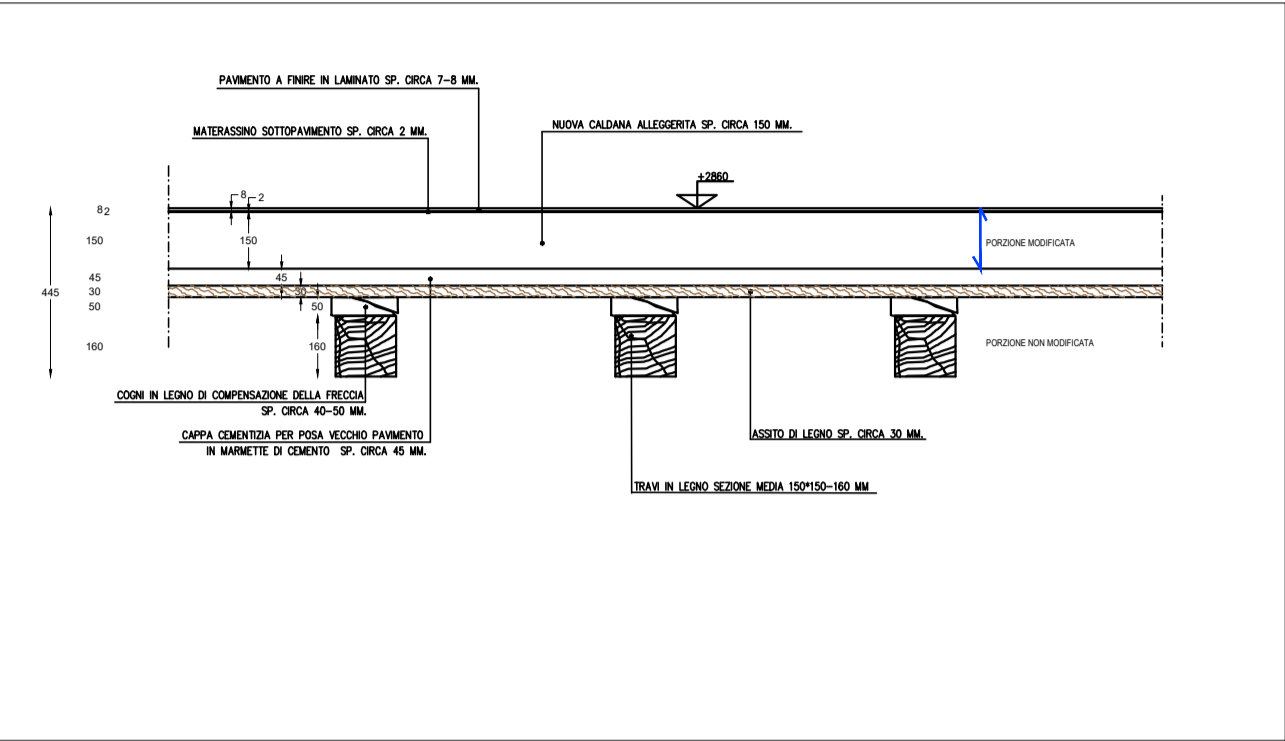 PAVIMENTO A FINIRE IN LAMINATO SP. CIRCA 7-8 MM.
MATERASSINO SOTTOPAVIMENTO SP. CIRCA 2 MM.
NUOVA CALDANA ALLEGGERITA SP. CIRCA 150 MM.
+2860
8
2
82
150
150
PORZIONE MODIFICATA
45
45
30
30
445
50
50
160
160
PORZIONE NON MODIFICATA
COGNI IN LEGNO DI COMPENSAZIONE DELLA FRECCIA
SP. CIRCA 40-50 MM.
CAPPA CEMENTIZIA PER POSA VECCHIO PAVIMENTO
IN MARMETTE DI CEMENTO SP. CIRCA 45 MM.
ASSITO DI LEGNO SP. CIRCA 30 MM.
TRAVI IN LEGNO SEZIONE MEDIA 150*150-160 MM